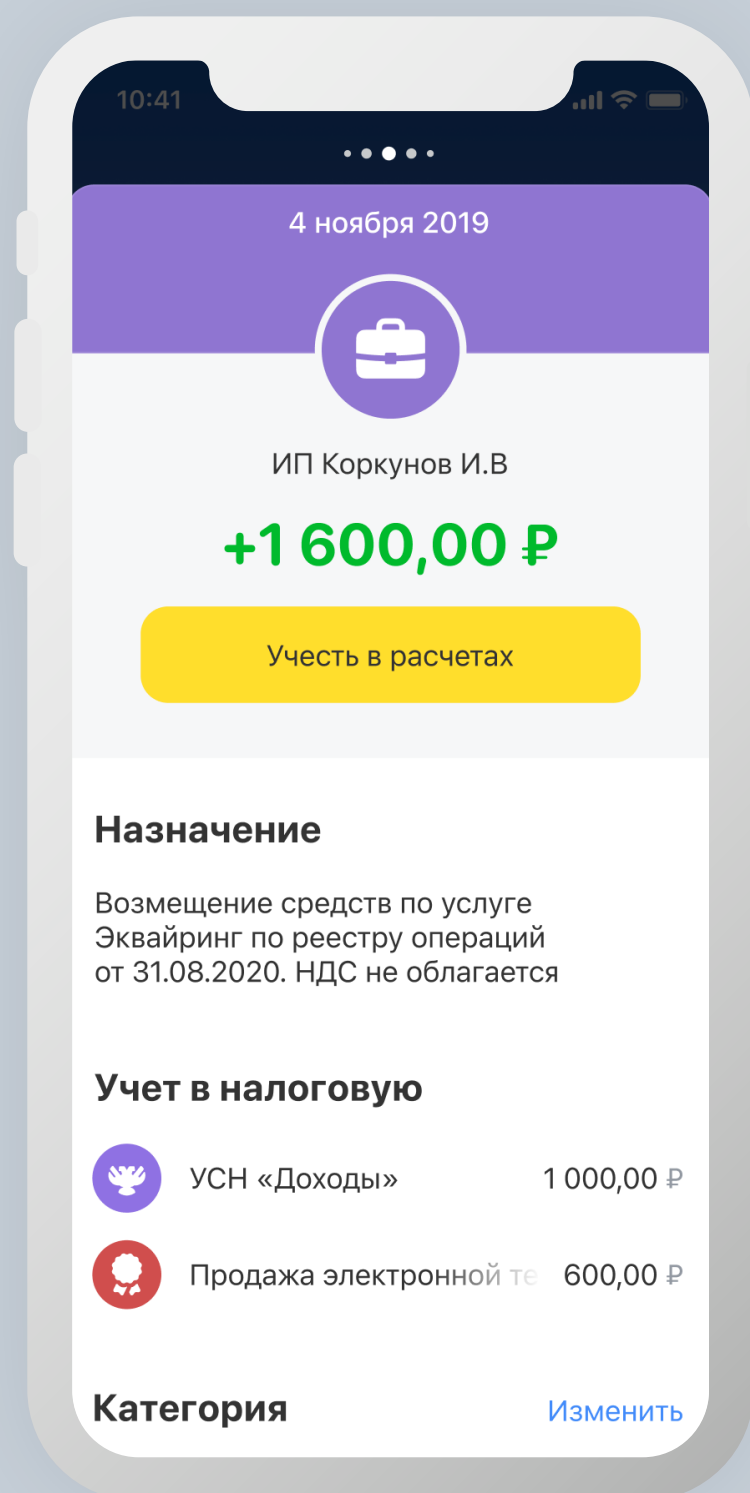 10:41
4 ноября 2019
ИП Коркунов И.В
+1 600,00 ₽
Учесть в расчетах
Назначение
Возмещение средств по услуге
Эквайринг по реестру операций
от 31.08.2020. НДС не облагается
Учет в налоговую
УСН «Доходы» 1 000,00 ₽
Продажа электронной те 600,00 ₽
Категория Изменить